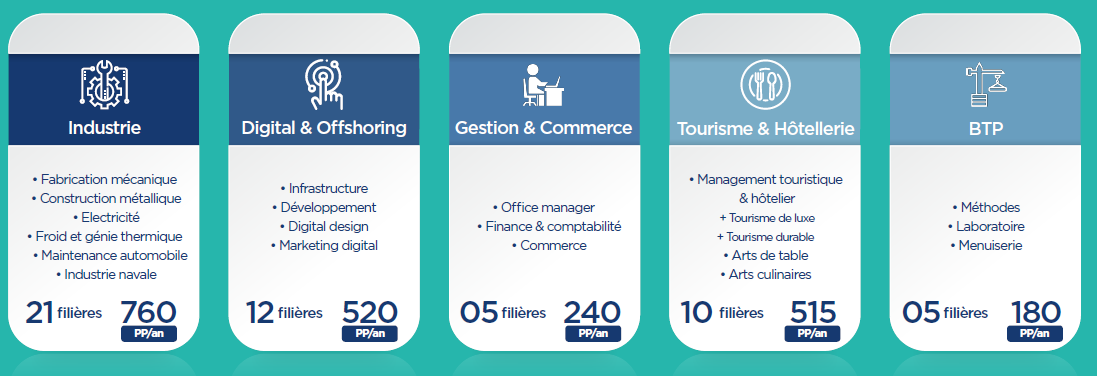 Industrie
• Fabrication mécanique
• Construction métallique
• Electricité
• Froid et génie thermique
• Maintenance automobile
• Industrie navale
21 filières 760
PP/an
Digital & Offshoring
• Infrastructure
• Développement
• Digital design
• Marketing digital
12 filières 520
PP/an
Gestion & Commerce
• Office manager
• Finance & comptabilité
• Commerce
05 filières 240
PP/an
Tourisme & Hôtellerie
• Management touristique
& hôtelier
+ Tourisme de luxe
+ Tourisme durable
• Arts de table
• Arts culinaires
10 filières 515
PP/an
BTP
• Méthodes
• Laboratoire
• Menuiserie
05 filières 180
PP/an